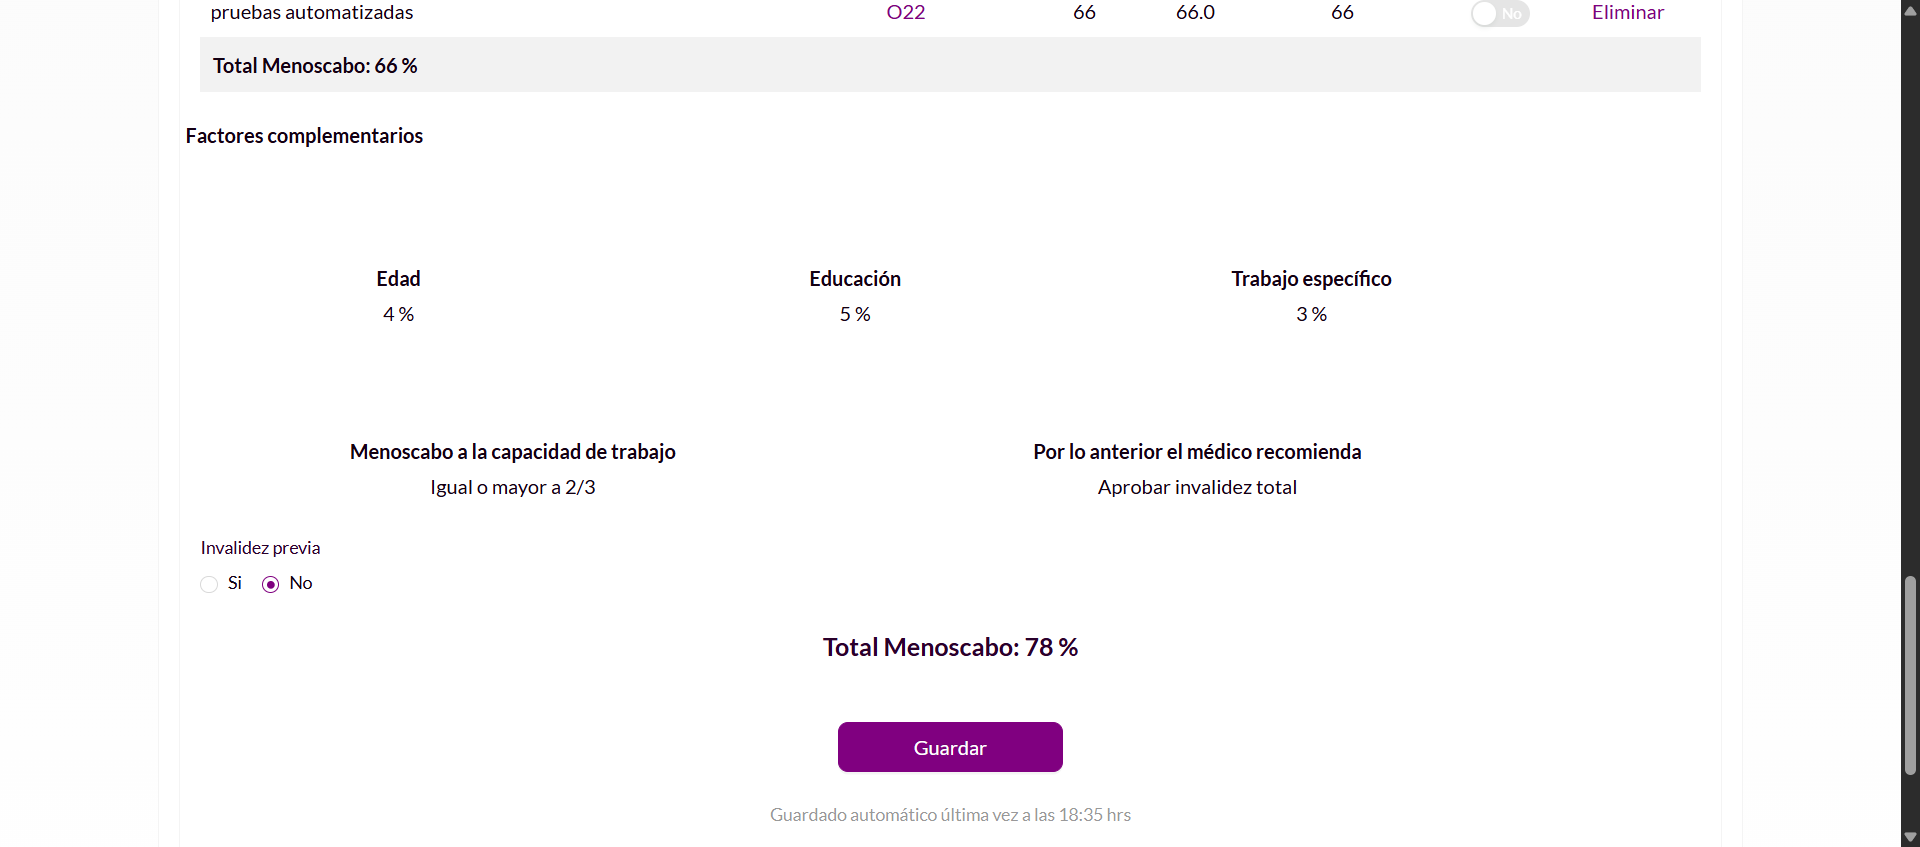 pruebas automatizadas O22 66 66.0 66 No Eliminar
Total Menoscabo: 66 %
Factores complementarios
Edad Educación Trabajo específico
4 % 5 % 3 %
Menoscabo a la capacidad de trabajo Por lo anterior el médico recomienda
Igual o mayor a 2/3 Aprobar invalidez total
Invalidez previa
Si No
Total Menoscabo: 78 %
Guardar
Guardado automático última vez a las 18:35 hrs